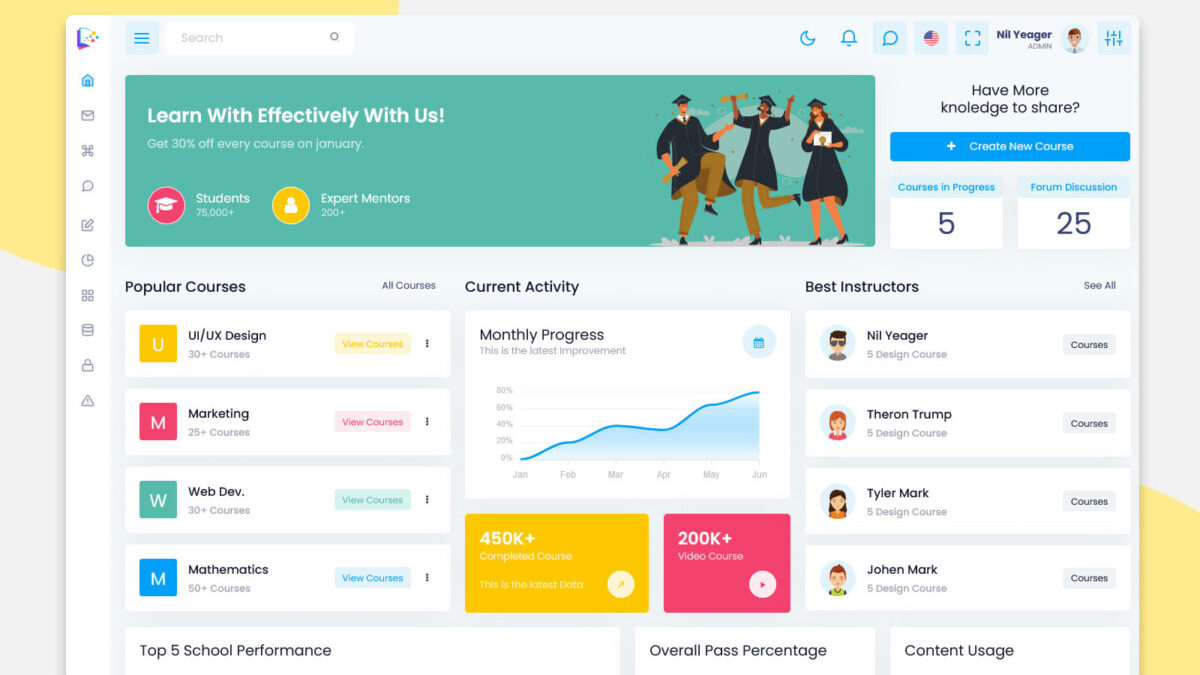 Search
Nil Yeager
ADMIN
Learn With Effectively With Us!
Get 30% off every course on january.
Students
75,000+
Expert Mentors
200+
Have More
knoledge to share?
+ Create New Course
Courses in Progress
5
Forum Discussion
25
Popular Courses
All Courses
U
UI/UX Design
30+ Courses
View Courses
M
Marketing
25+ Courses
View Courses
W
Web Dev.
30+ Courses
View Courses
M
Mathematics
50+ Courses
View Courses
Current Activity
Monthly Progress
This is the latest Improvement
80%
60%
40%
20%
0%
Jan Feb Mar Apr May Jun
450K+
Completed Course
This is the latest Data
200K+
Video Course
Best Instructors
See All
Nil Yeager
5 Design Course
Courses
Theron Trump
5 Design Course
Courses
Tyler Mark
5 Design Course
Courses
Johen Mark
5 Design Course
Courses
Top 5 School Performance
Overall Pass Percentage
Content Usage